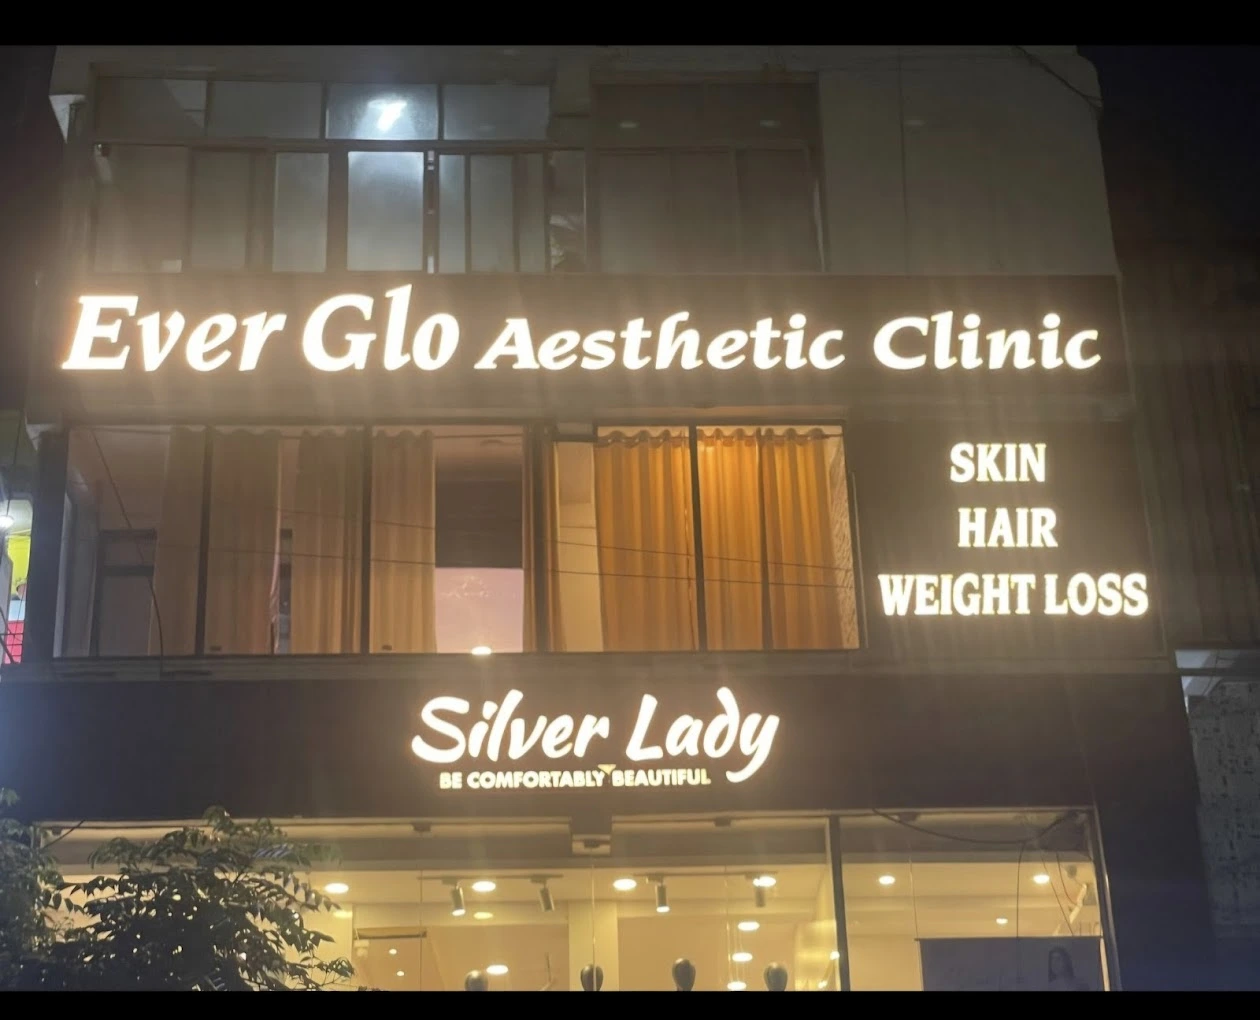 Ever Glo Aesthetic Clinic
SKIN
HAIR
WEIGHT LOSS
Silver Lady
BE COMFORTABLY BEAUTIFUL